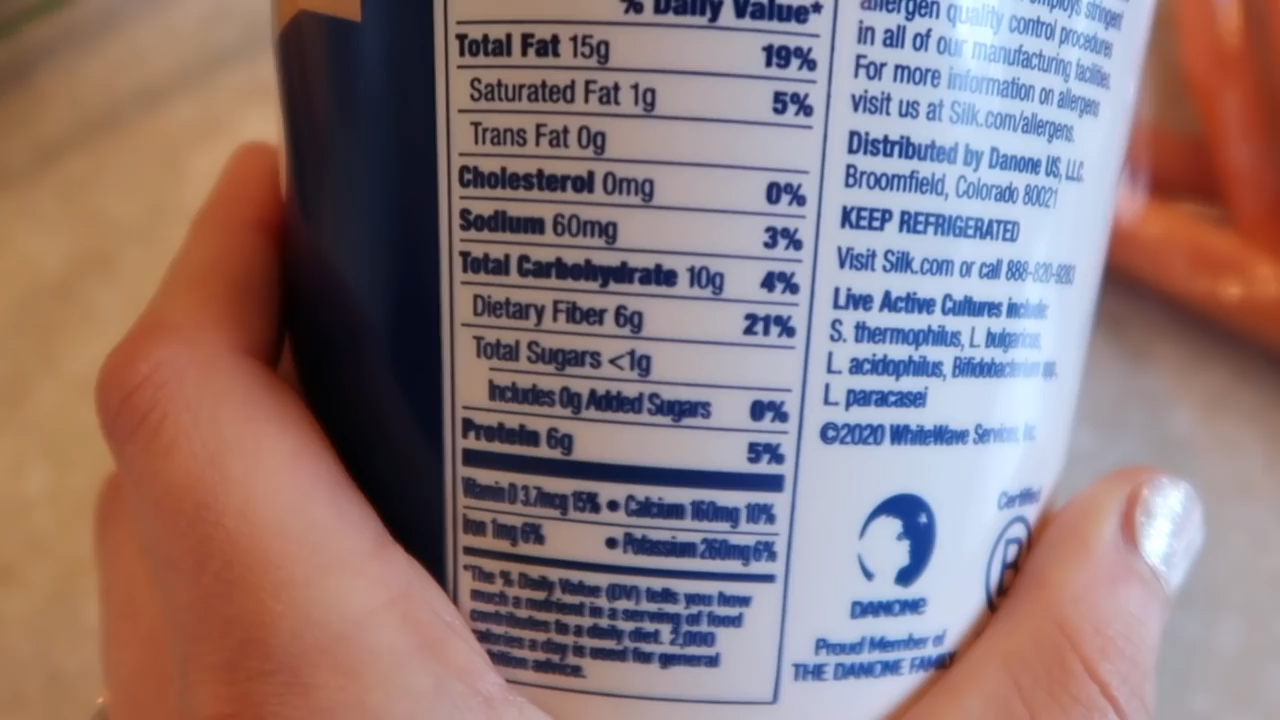 % Daily Value*
Total Fat 15g 19%
Saturated Fat 1g 5%
Trans Fat 0g
Cholesterol 0mg 0%
Sodium 60mg 3%
Total Carbohydrate 10g 4%
Dietary Fiber 6g 21%
Total Sugars <1g
Includes 0g Added Sugars 0%
Protein 6g 5%
Vitamin D 3.7mcg 15% • Calcium 160mg 10%
Iron 1mg 6% • Potassium 260mg 6%
*The % Daily Value (DV) tells you how
much a nutrient in a serving of food
contributes to a daily diet. 2,000
calories a day is used for general
advice.
employs stringent
allergen quality control procedures
in all of our manufacturing facilities.
For more information on allergens
visit us at Silk.com/allergens.
Distributed by Danone US, LLC.
Broomfield, Colorado 80021
KEEP REFRIGERATED
Visit Silk.com or call 888-820-9283
Live Active Cultures include:
S. thermophilus, L. bulgaricus,
L. acidophilus, Bifidobacterium spp.
L. paracasei
©2020 WhiteWave Services, Inc.
DANONE
Certified
B
Proud Member of
THE DANONE FAMI